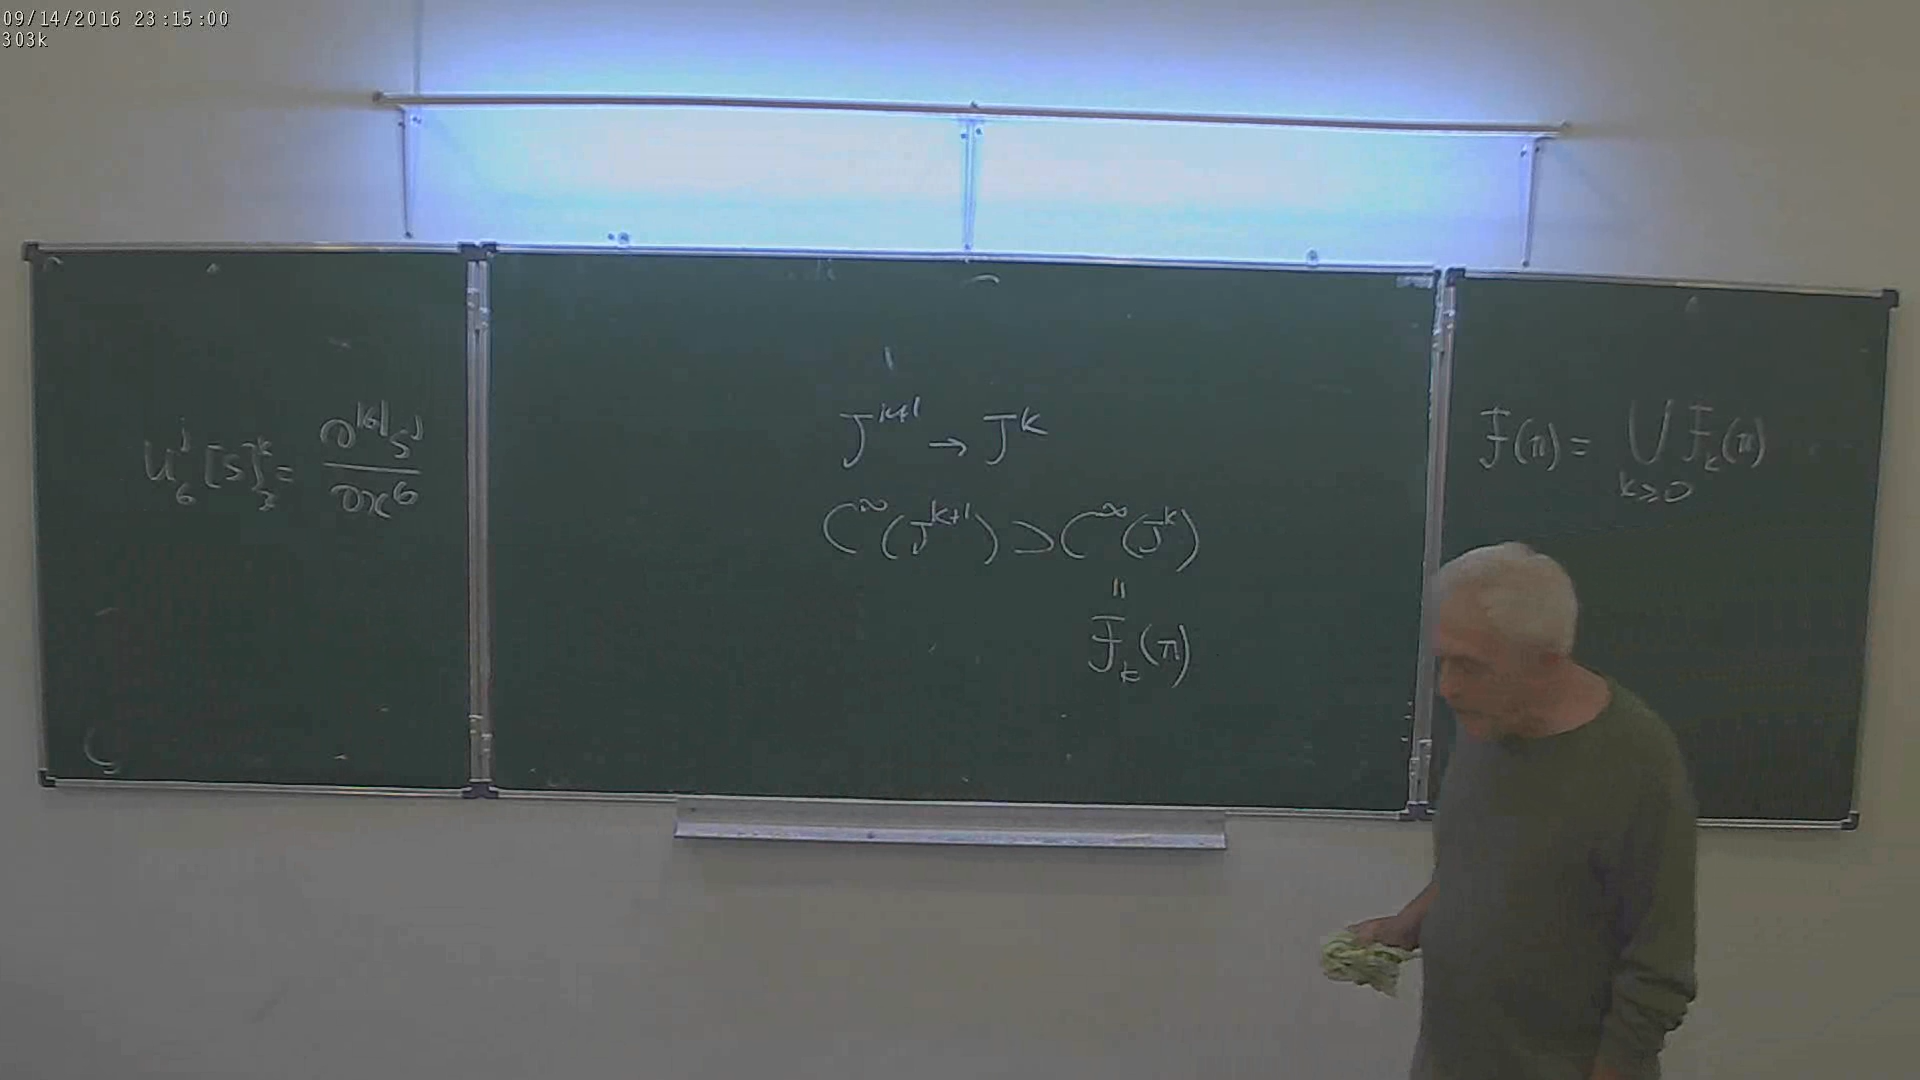 09/14/2016 23:15:00
303k
u^j_σ [s]^k_x = ∂^{|σ|} s^j / ∂x^σ
J^{k+1} → J^k
C^∞(J^{k+1}) ⊃ C^∞(J^k)
=
F_k(π)
F(π) = ⋃_{k≥0} F_k(π)